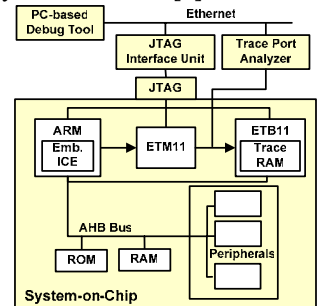 PC-based
Debug Tool
Ethernet
JTAG
Interface Unit
Trace Port
Analyzer
JTAG
ARM
Emb.
ICE
ETM11
ETB11
Trace
RAM
AHB Bus
ROM
RAM
Peripherals
System-on-Chip